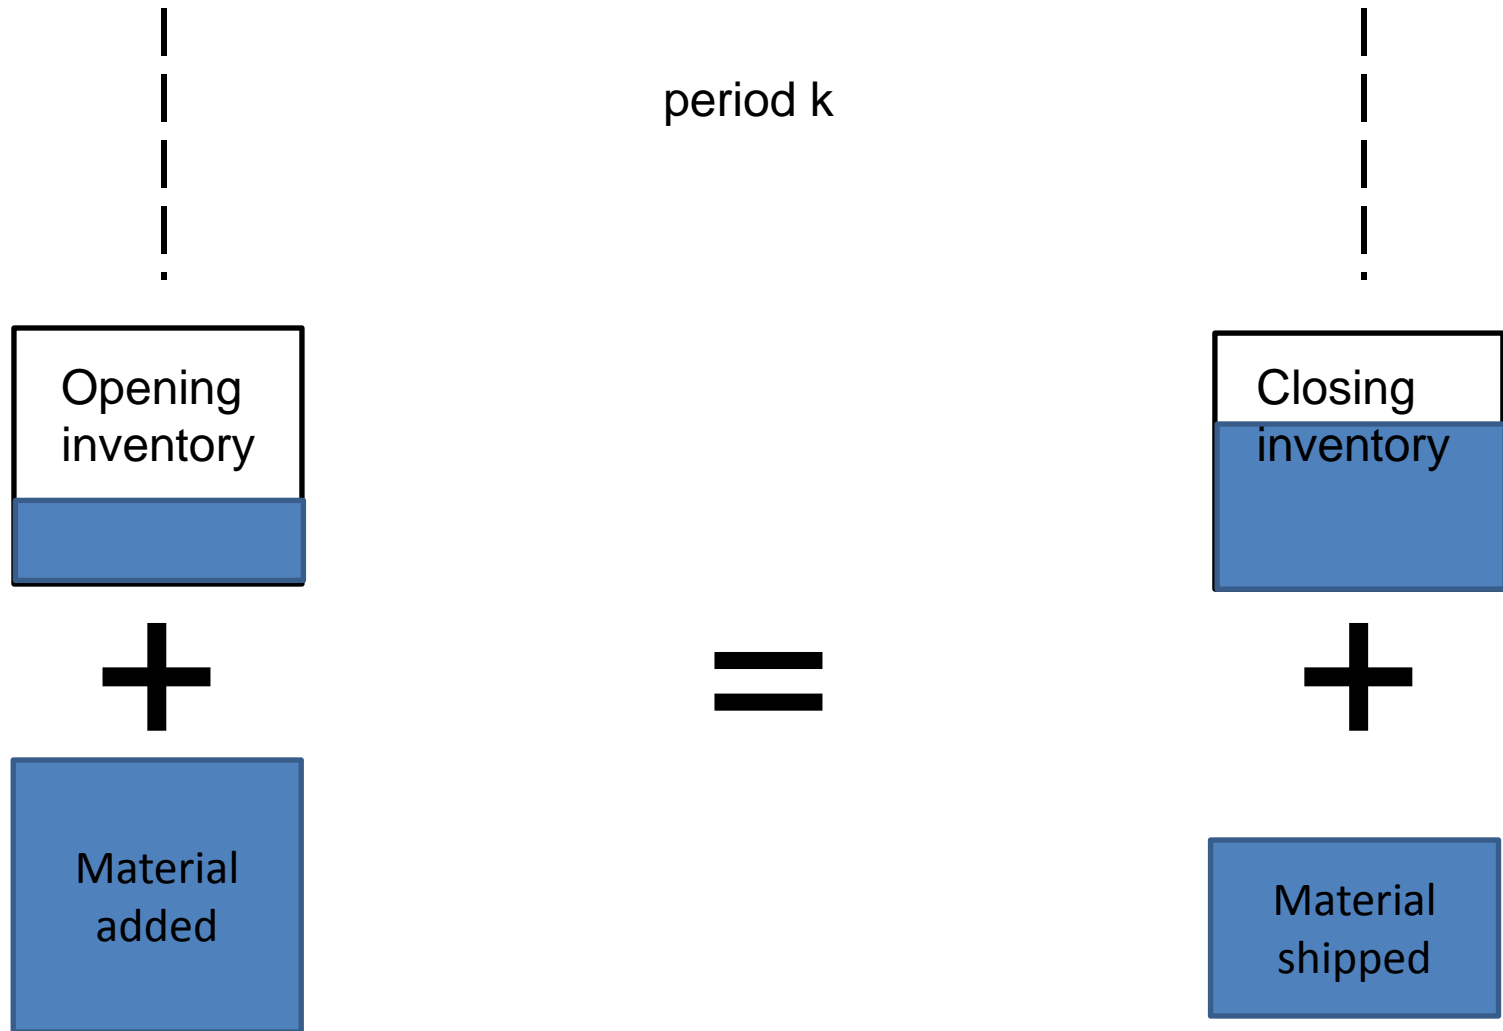 period k
Opening
inventory
Closing
inventory
+
=
+
Material
added
Material
shipped